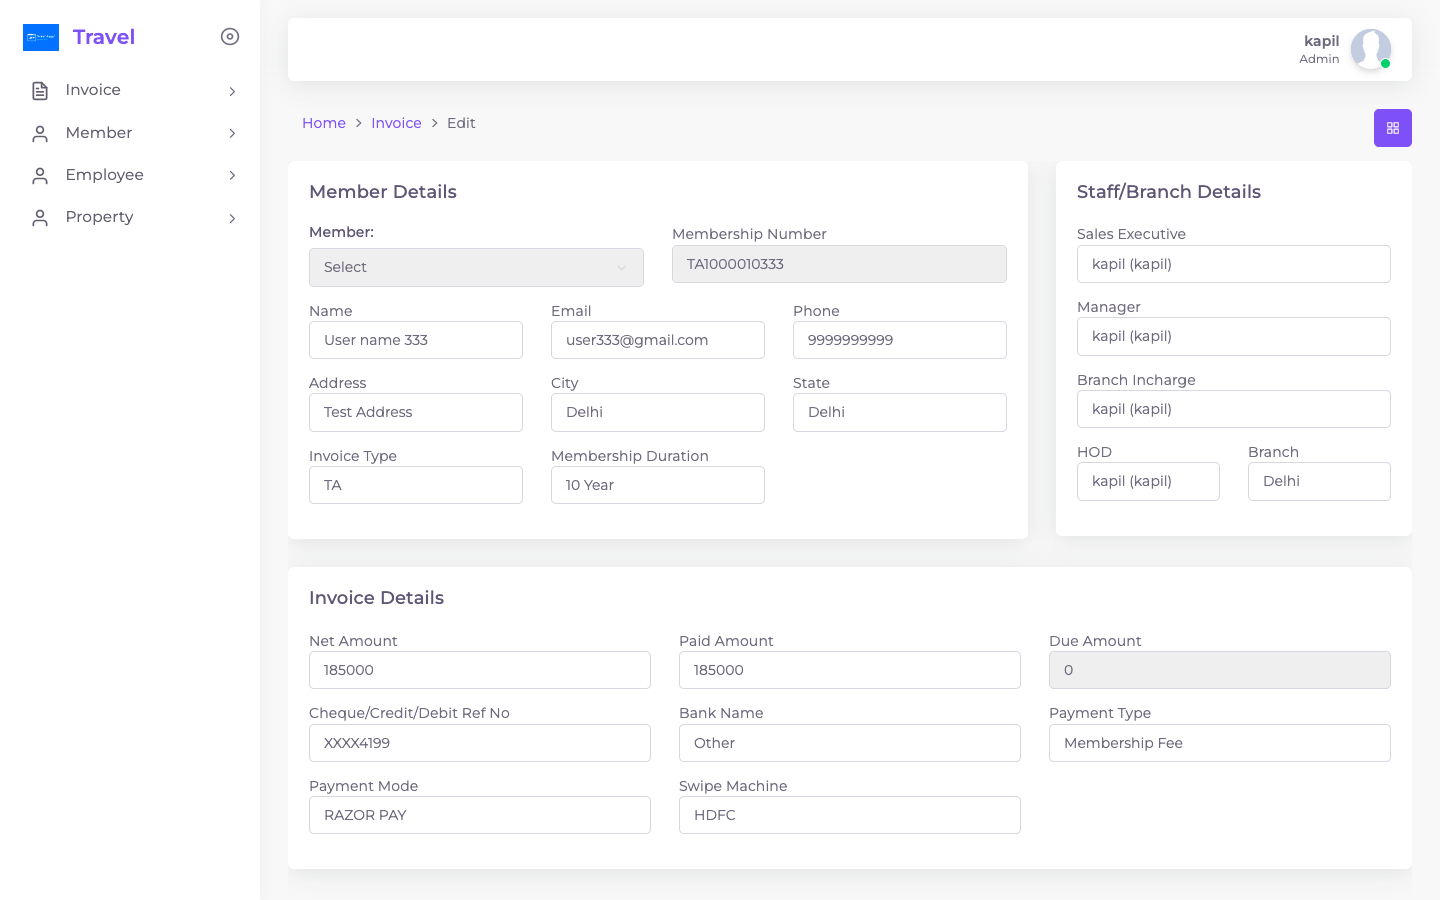 Travel
Invoice
Member
Employee
Property
kapil
Admin
Home > Invoice > Edit
Member Details
Member:
Select
Membership Number
TA1000010333
Name
User name 333
Email
user333@gmail.com
Phone
9999999999
Address
Test Address
City
Delhi
State
Delhi
Invoice Type
TA
Membership Duration
10 Year
Staff/Branch Details
Sales Executive
kapil (kapil)
Manager
kapil (kapil)
Branch Incharge
kapil (kapil)
HOD
kapil (kapil)
Branch
Delhi
Invoice Details
Net Amount
185000
Paid Amount
185000
Due Amount
0
Cheque/Credit/Debit Ref No
XXXX4199
Bank Name
Other
Payment Type
Membership Fee
Payment Mode
RAZOR PAY
Swipe Machine
HDFC